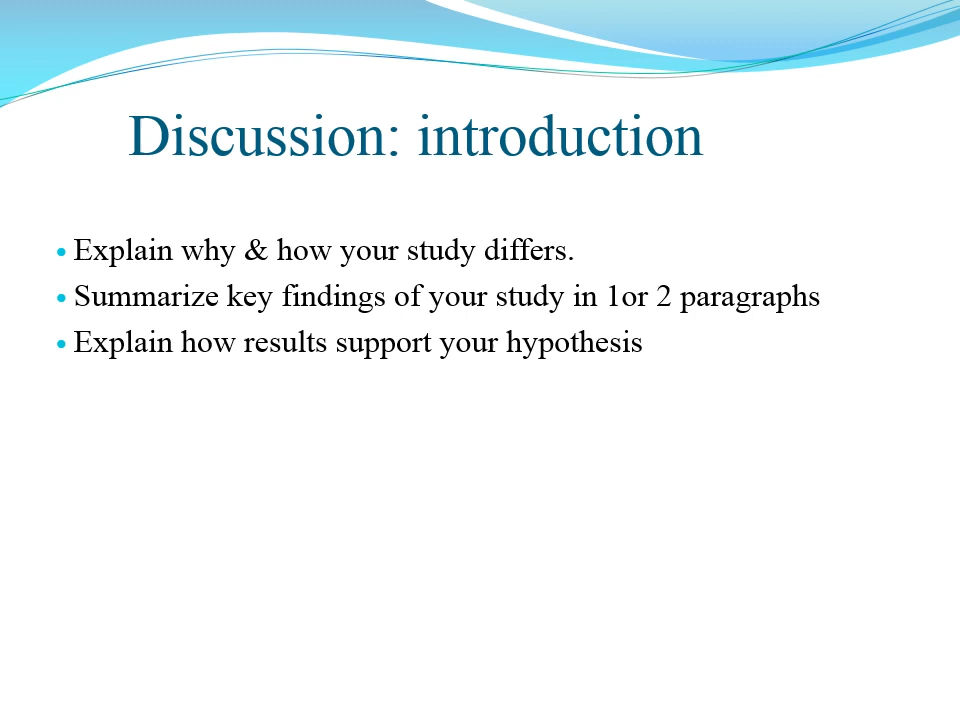 Discussion: introduction
• Explain why & how your study differs.
• Summarize key findings of your study in 1or 2 paragraphs
• Explain how results support your hypothesis